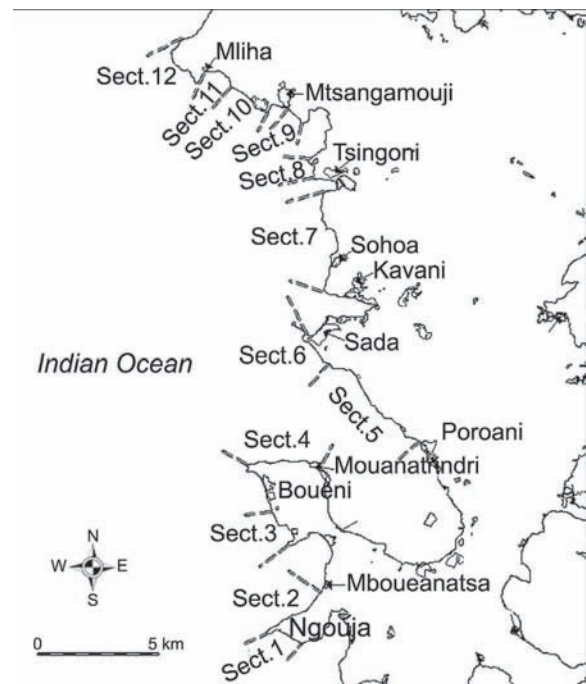 Mliha
Sect.12
Mtsangamouji
Sect.11
Sect.10
Sect.9
Tsingoni
Sect.8
Sect.7
Sohoa
Kavani
Sada
Indian Ocean
Sect.6
Sect.5
Poroani
Sect.4
Mouanatrindri
Boueni
Sect.3
N
W E
S
Mboueanatsa
Sect.2
Ngouja
0 5 km
Sect.1